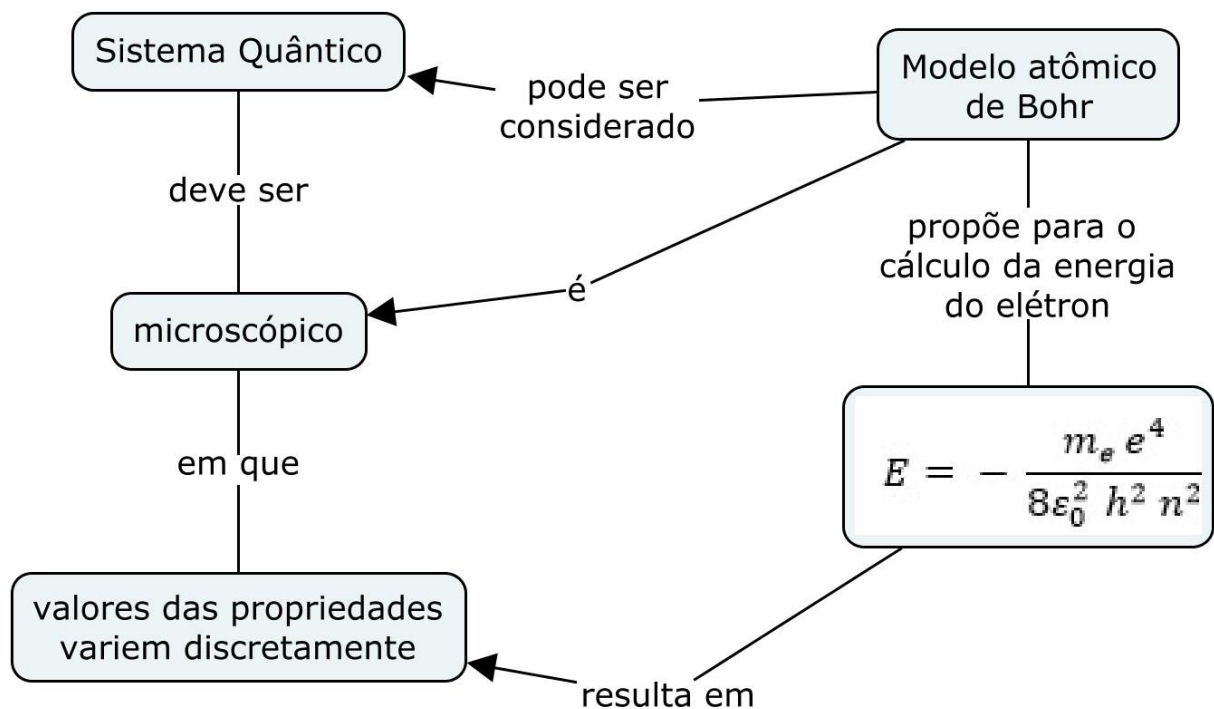 Sistema Quântico
pode ser
considerado
Modelo atômico
de Bohr
deve ser
propõe para o
cálculo da energia
do elétron
é
microscópico
em que
E = − mₑ e⁴ / 8ε₀² h² n²
valores das propriedades
variem discretamente
resulta em